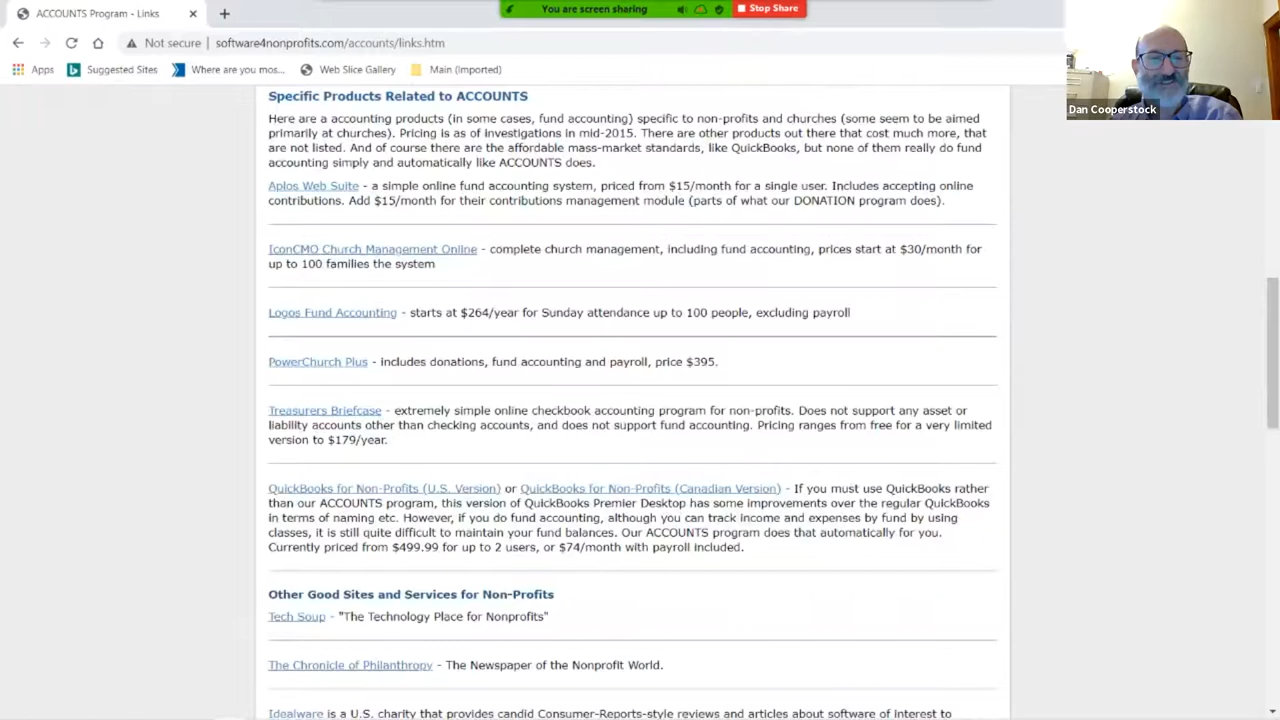 ACCOUNTS Program - Links
You are screen sharing
Stop Share
Not secure | software4nonprofits.com/accounts/links.htm
Apps
Suggested Sites
Where are you mos...
Web Slice Gallery
Main (Imported)
Dan Cooperstock
Specific Products Related to ACCOUNTS
Here are a accounting products (in some cases, fund accounting) specific to non-profits and churches (some seem to be aimed
primarily at churches). Pricing is as of investigations in mid-2015. There are other products out there that cost much more, that
are not listed. And of course there are the affordable mass-market standards, like QuickBooks, but none of them really do fund
accounting simply and automatically like ACCOUNTS does.
Aplos Web Suite - a simple online fund accounting system, priced from $15/month for a single user. Includes accepting online
contributions. Add $15/month for their contributions management module (parts of what our DONATION program does).
IconCMO Church Management Online - complete church management, including fund accounting, prices start at $30/month for
up to 100 families the system
Logos Fund Accounting - starts at $264/year for Sunday attendance up to 100 people, excluding payroll
PowerChurch Plus - includes donations, fund accounting and payroll, price $395.
Treasurers Briefcase - extremely simple online checkbook accounting program for non-profits. Does not support any asset or
liability accounts other than checking accounts, and does not support fund accounting. Pricing ranges from free for a very limited
version to $179/year.
QuickBooks for Non-Profits (U.S. Version) or QuickBooks for Non-Profits (Canadian Version) - If you must use QuickBooks rather
than our ACCOUNTS program, this version of QuickBooks Premier Desktop has some improvements over the regular QuickBooks
in terms of naming etc. However, if you do fund accounting, although you can track income and expenses by fund by using
classes, it is still quite difficult to maintain your fund balances. Our ACCOUNTS program does that automatically for you.
Currently priced from $499.99 for up to 2 users, or $74/month with payroll included.
Other Good Sites and Services for Non-Profits
Tech Soup - "The Technology Place for Nonprofits"
The Chronicle of Philanthropy - The Newspaper of the Nonprofit World.
Idealware is a U.S. charity that provides candid Consumer-Reports-style reviews and articles about software of interest to